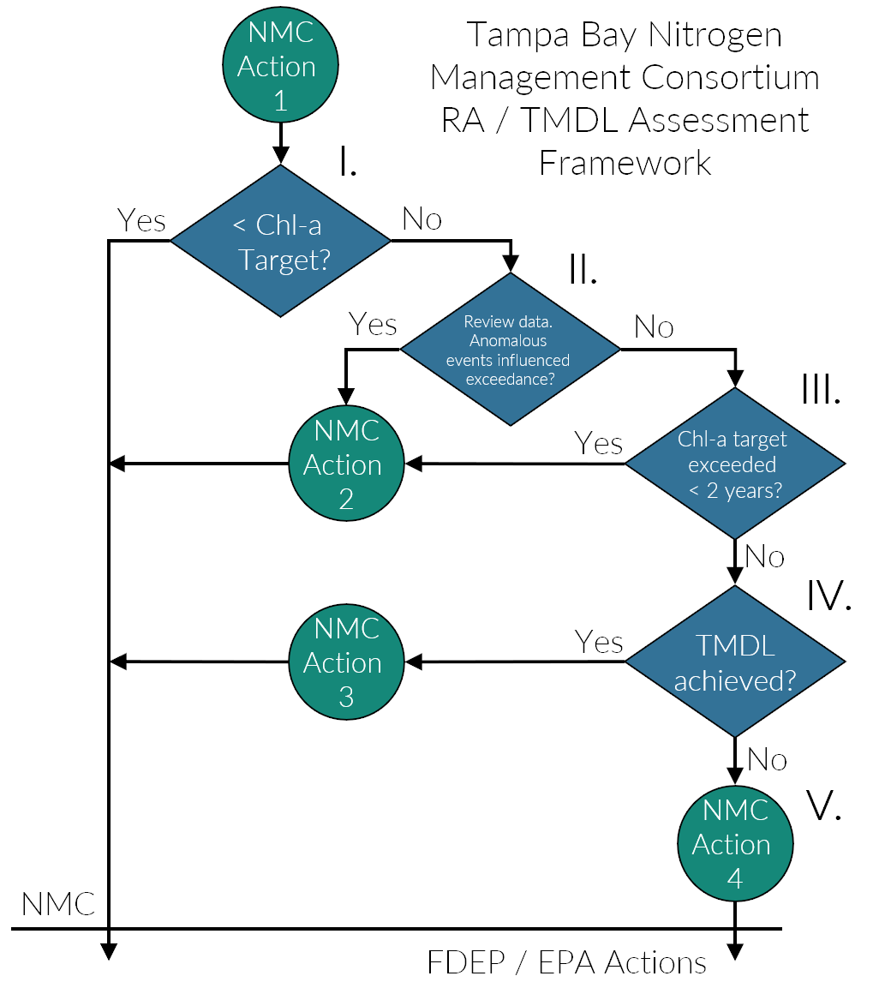 NMC
Action
1
Tampa Bay Nitrogen
Management Consortium
RA / TMDL Assessment
Framework
I.
Yes
< Chl-a
Target?
No
II.
Yes
Review data.
Anomalous
events influenced
exceedance?
No
III.
NMC
Action
2
Yes
Chl-a target
exceeded
< 2 years?
No
IV.
NMC
Action
3
Yes
TMDL
achieved?
No
V.
NMC
Action
4
NMC
FDEP / EPA Actions